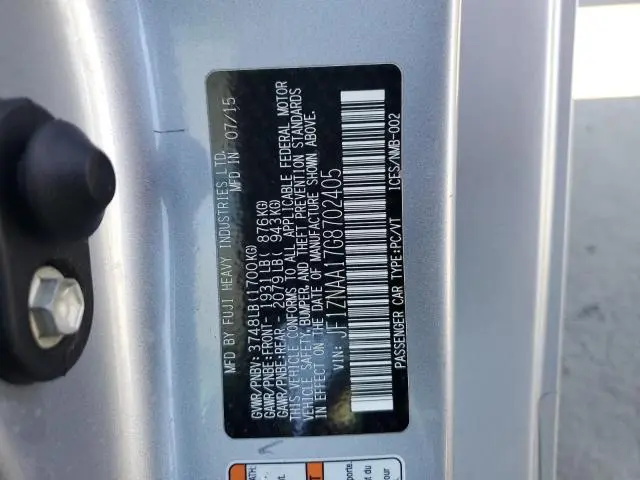 MFD BY FUJI HEAVY INDUSTRIES LTD. MFD IN 07/15
GVWR/PNBV: 3748LB(1700KG)
GAWR/PNBE:FRONT 1931LB( 876KG)
GAWR/PNBE:REAR 2079LB( 943KG)
THIS VEHICLE CONFORMS TO ALL APPLICABLE FEDERAL MOTOR
VEHICLE SAFETY, BUMPER, AND THEFT PREVENTION STANDARDS
IN EFFECT ON THE DATE OF MANUFACTURE SHOWN ABOVE.
VIN: JF1ZNAA17G8702405
PASSENGER CAR TYPE:PC/VT ICES/NMB-002